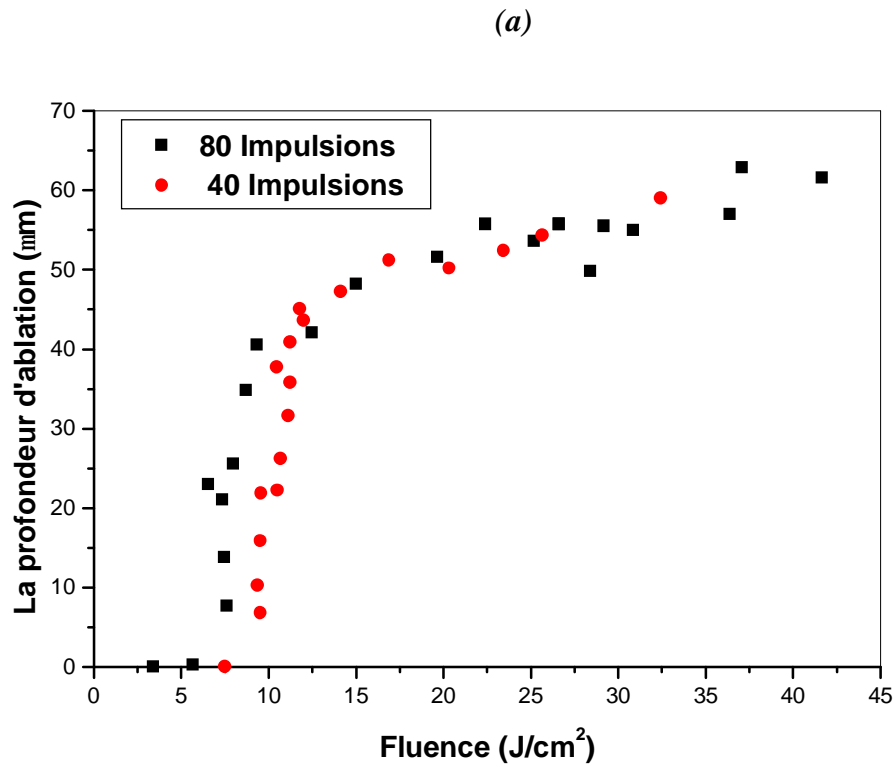 (a)
70
60
50
40
30
20
10
0
80 Impulsions
40 Impulsions
La profondeur d'ablation (mm)
0 5 10 15 20 25 30 35 40 45
Fluence (J/cm²)